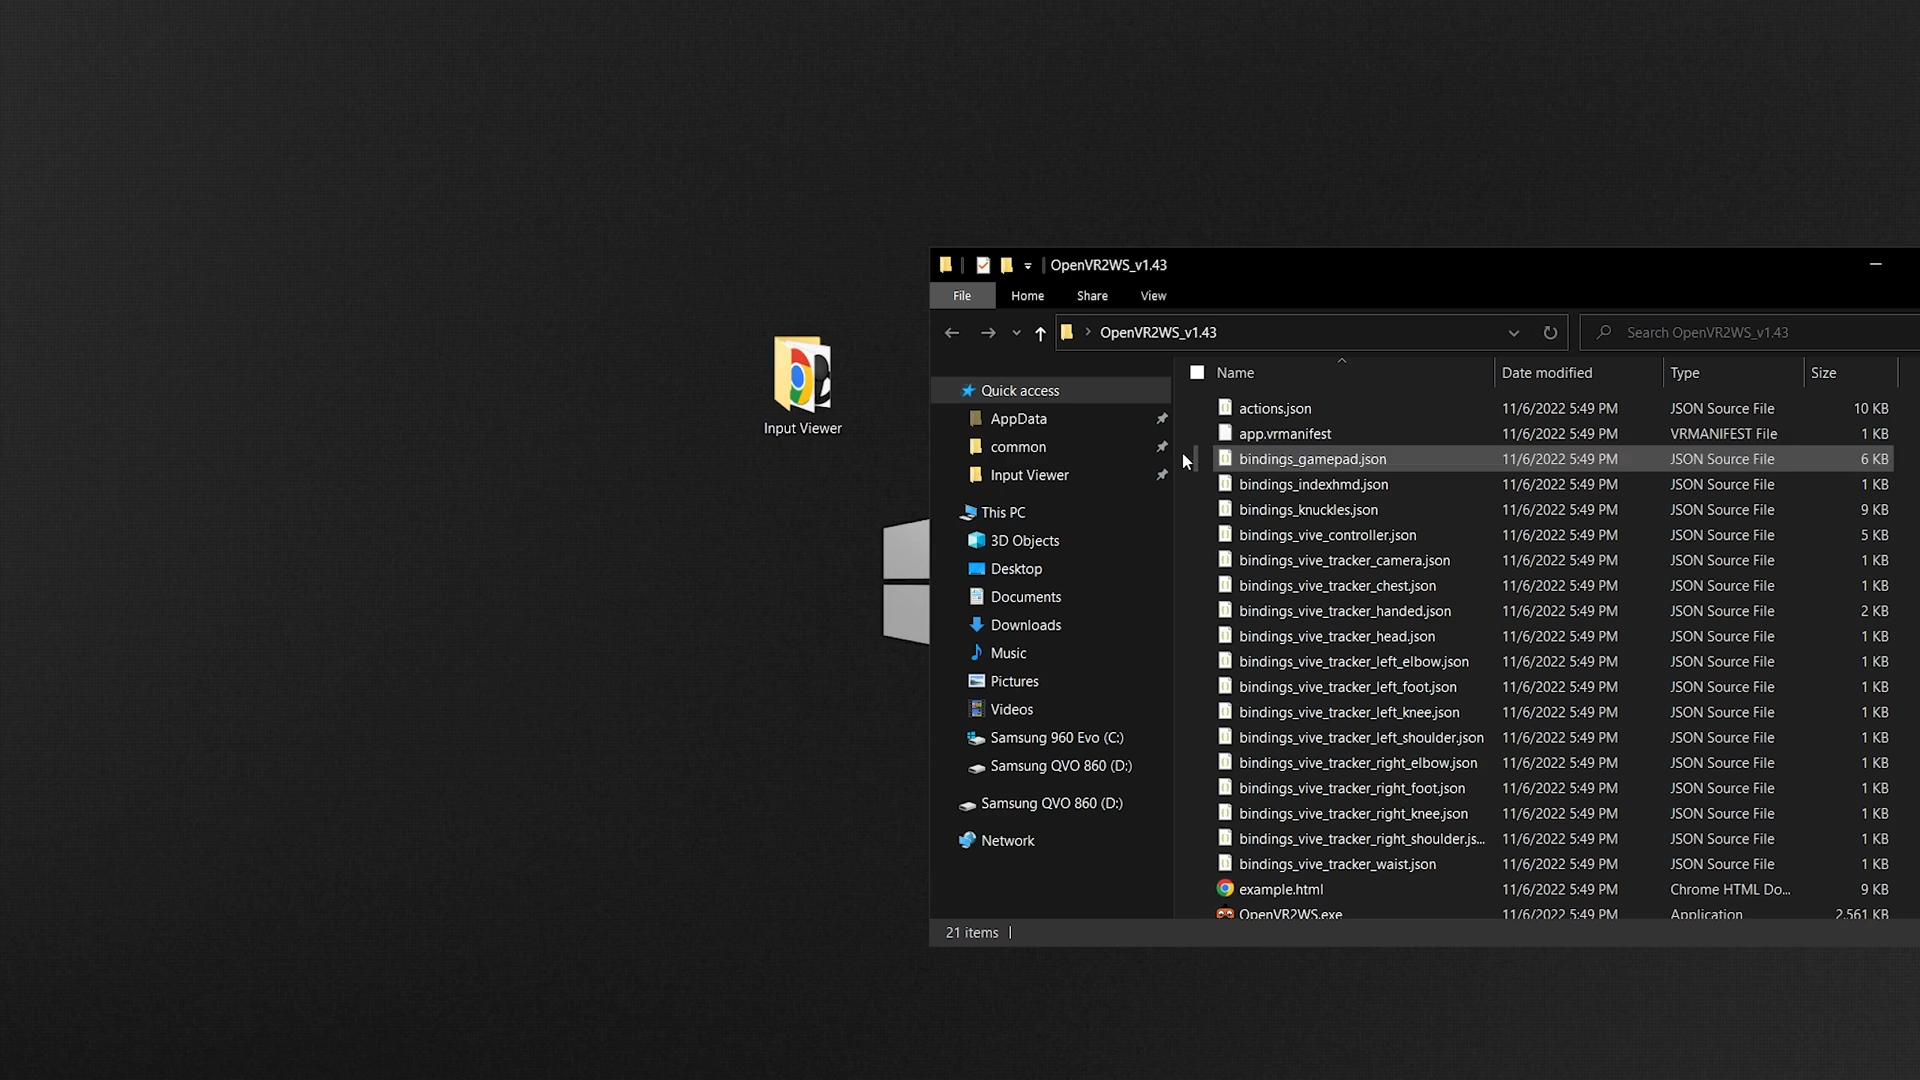 Input Viewer
OpenVR2WS_v1.43
File Home Share View
OpenVR2WS_v1.43
Search OpenVR2WS_v1.43
Quick access
AppData
common
Input Viewer
This PC
3D Objects
Desktop
Documents
Downloads
Music
Pictures
Videos
Samsung 960 Evo (C:)
Samsung QVO 860 (D:)
Samsung QVO 860 (D:)
Network
Name Date modified Type Size
actions.json 11/6/2022 5:49 PM JSON Source File 10 KB
app.vrmanifest 11/6/2022 5:49 PM VRMANIFEST File 1 KB
bindings_gamepad.json 11/6/2022 5:49 PM JSON Source File 6 KB
bindings_indexhmd.json 11/6/2022 5:49 PM JSON Source File 1 KB
bindings_knuckles.json 11/6/2022 5:49 PM JSON Source File 9 KB
bindings_vive_controller.json 11/6/2022 5:49 PM JSON Source File 5 KB
bindings_vive_tracker_camera.json 11/6/2022 5:49 PM JSON Source File 1 KB
bindings_vive_tracker_chest.json 11/6/2022 5:49 PM JSON Source File 1 KB
bindings_vive_tracker_handed.json 11/6/2022 5:49 PM JSON Source File 2 KB
bindings_vive_tracker_head.json 11/6/2022 5:49 PM JSON Source File 1 KB
bindings_vive_tracker_left_elbow.json 11/6/2022 5:49 PM JSON Source File 1 KB
bindings_vive_tracker_left_foot.json 11/6/2022 5:49 PM JSON Source File 1 KB
bindings_vive_tracker_left_knee.json 11/6/2022 5:49 PM JSON Source File 1 KB
bindings_vive_tracker_left_shoulder.json 11/6/2022 5:49 PM JSON Source File 1 KB
bindings_vive_tracker_right_elbow.json 11/6/2022 5:49 PM JSON Source File 1 KB
bindings_vive_tracker_right_foot.json 11/6/2022 5:49 PM JSON Source File 1 KB
bindings_vive_tracker_right_knee.json 11/6/2022 5:49 PM JSON Source File 1 KB
bindings_vive_tracker_right_shoulder.js... 11/6/2022 5:49 PM JSON Source File 1 KB
bindings_vive_tracker_waist.json 11/6/2022 5:49 PM JSON Source File 1 KB
example.html 11/6/2022 5:49 PM Chrome HTML Do... 9 KB
OpenVR2WS.exe 11/6/2022 5:49 PM Application 2,561 KB
21 items